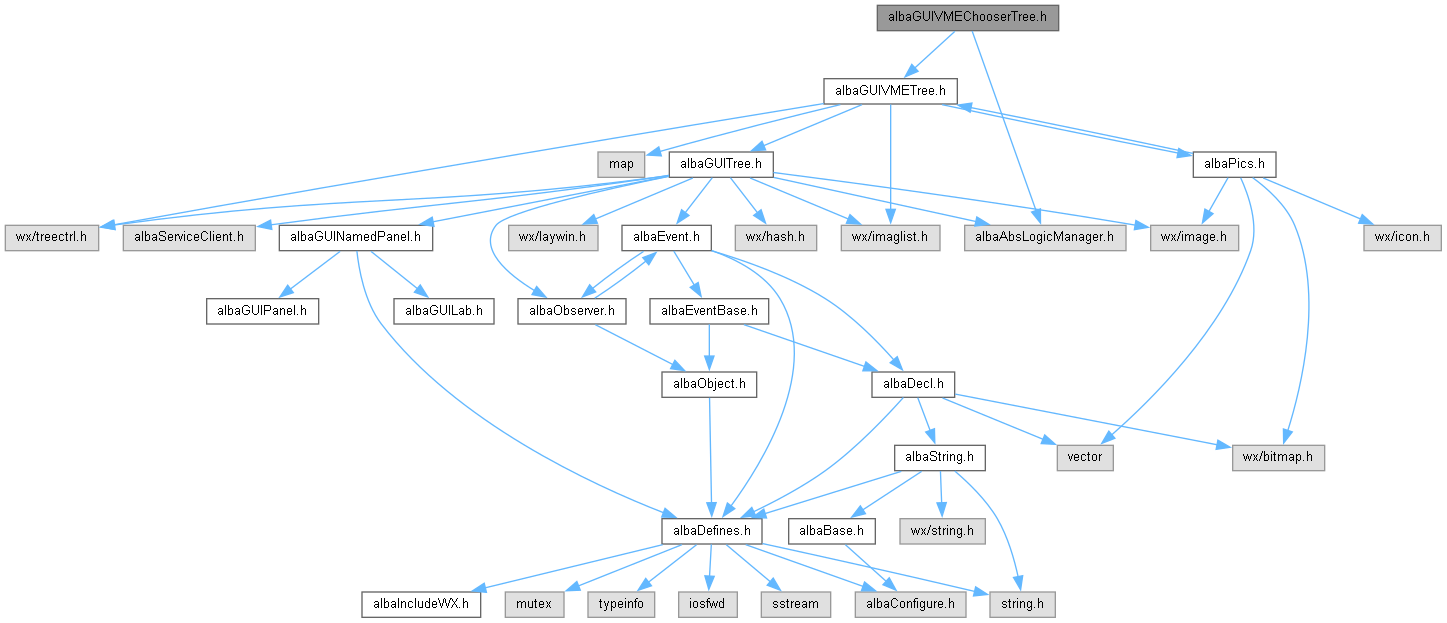 albaGUIVMEChooserTree.h
albaGUIVMETree.h
map
albaGUITree.h
albaPics.h
wx/treectrl.h
albaServiceClient.h
albaGUINamedPanel.h
wx/laywin.h
albaEvent.h
wx/hash.h
wx/imaglist.h
albaAbsLogicManager.h
wx/image.h
wx/icon.h
albaGUIPanel.h
albaGUILab.h
albaObserver.h
albaEventBase.h
albaObject.h
albaDecl.h
albaString.h
vector
wx/bitmap.h
albaDefines.h
albaBase.h
wx/string.h
albaIncludeWX.h
mutex
typeinfo
iosfwd
sstream
albaConfigure.h
string.h